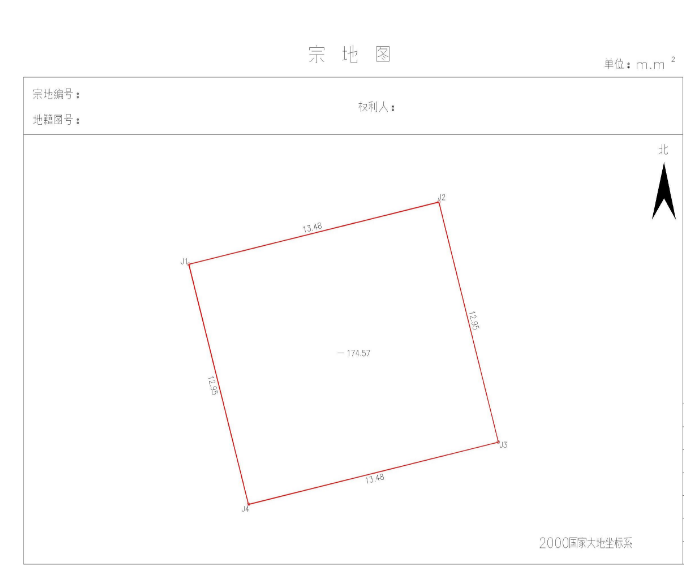 宗 地 图
单位：m.m²
宗地编号：
权利人：
地籍图号：
北
J2
13.48
J1
12.95
174.57
12.95
J3
13.48
J4
2000国家大地坐标系